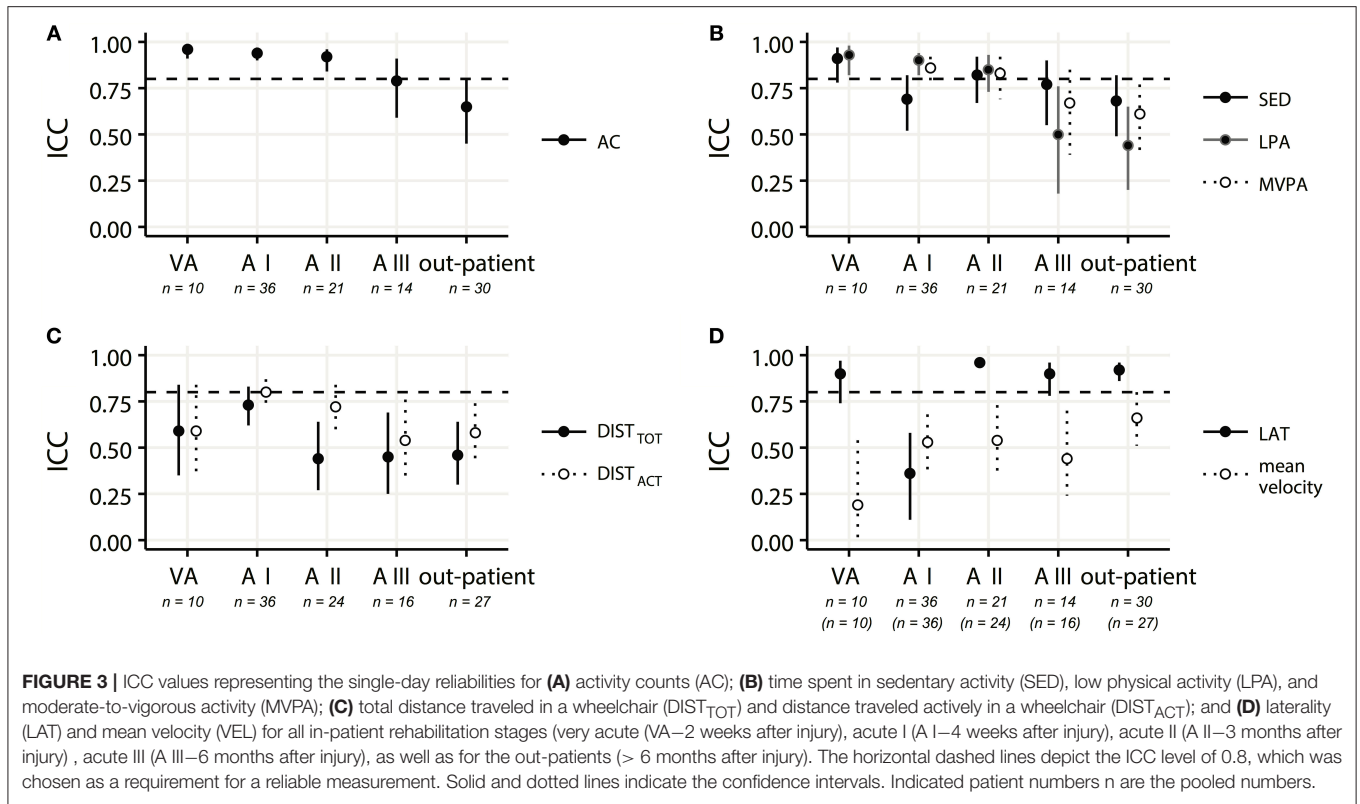 A
1.00
0.75
0.50
0.25
0.00
ICC
VA A I A II A III out-patient
n = 10 n = 36 n = 21 n = 14 n = 30
AC
B
1.00
0.75
0.50
0.25
0.00
ICC
VA A I A II A III out-patient
n = 10 n = 36 n = 21 n = 14 n = 30
SED
LPA
MVPA
C
1.00
0.75
0.50
0.25
0.00
ICC
VA A I A II A III out-patient
n = 10 n = 36 n = 24 n = 16 n = 27
DIST TOT
DIST ACT
D
1.00
0.75
0.50
0.25
0.00
ICC
VA A I A II A III out-patient
n = 10 n = 36 n = 21 n = 14 n = 30
(n = 10) (n = 36) (n = 24) (n = 16) (n = 27)
LAT
mean
velocity
FIGURE 3 | ICC values representing the single-day reliabilities for (A) activity counts (AC); (B) time spent in sedentary activity (SED), low physical activity (LPA), and
moderate-to-vigorous activity (MVPA); (C) total distance traveled in a wheelchair (DISTTOT) and distance traveled actively in a wheelchair (DISTACT); and (D) laterality
(LAT) and mean velocity (VEL) for all in-patient rehabilitation stages (very acute (VA–2 weeks after injury), acute I (A I–4 weeks after injury), acute II (A II–3 months after
injury) , acute III (A III–6 months after injury), as well as for the out-patients (> 6 months after injury). The horizontal dashed lines depict the ICC level of 0.8, which was
chosen as a requirement for a reliable measurement. Solid and dotted lines indicate the confidence intervals. Indicated patient numbers n are the pooled numbers.